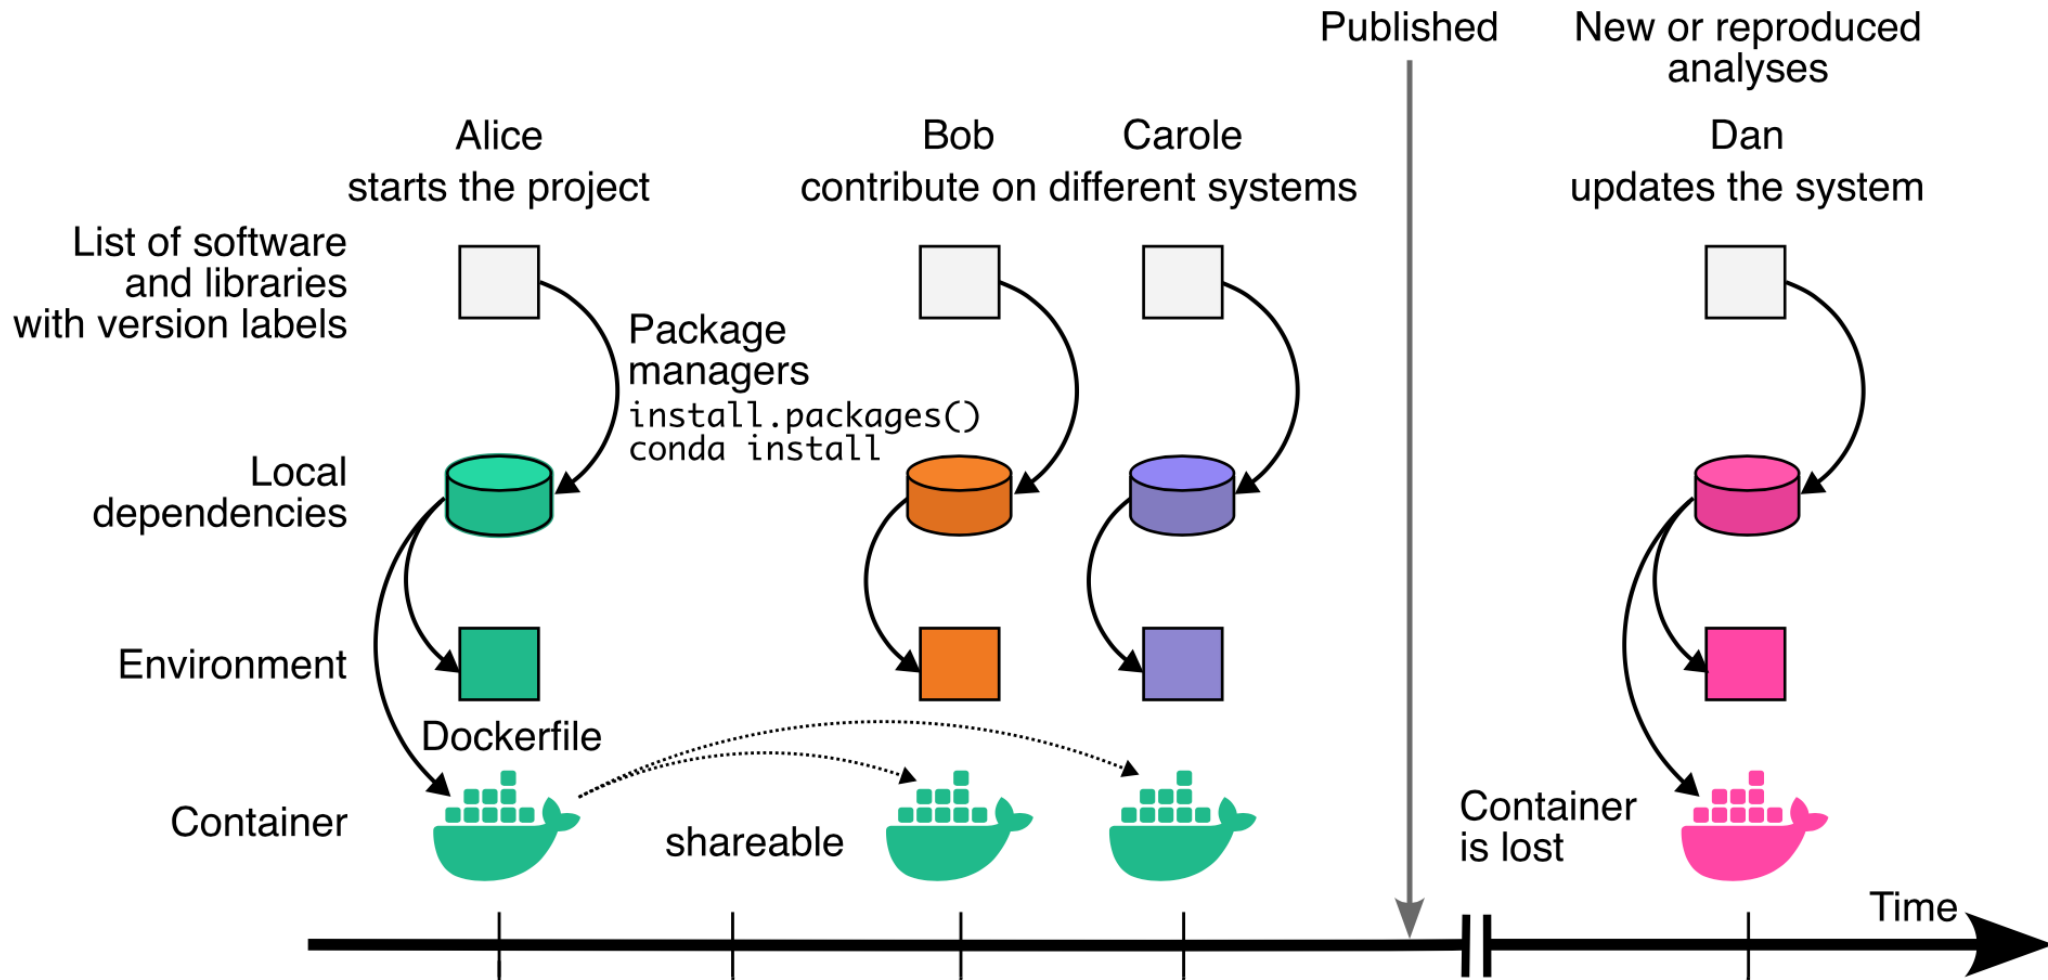 Published
New or reproduced
analyses
Alice
starts the project
Bob
Carole
contribute on different systems
Dan
updates the system
List of software
and libraries
with version labels
Package
managers
install.packages()
conda install
Local
dependencies
Environment
Dockerfile
Container
shareable
Container
is lost
Time